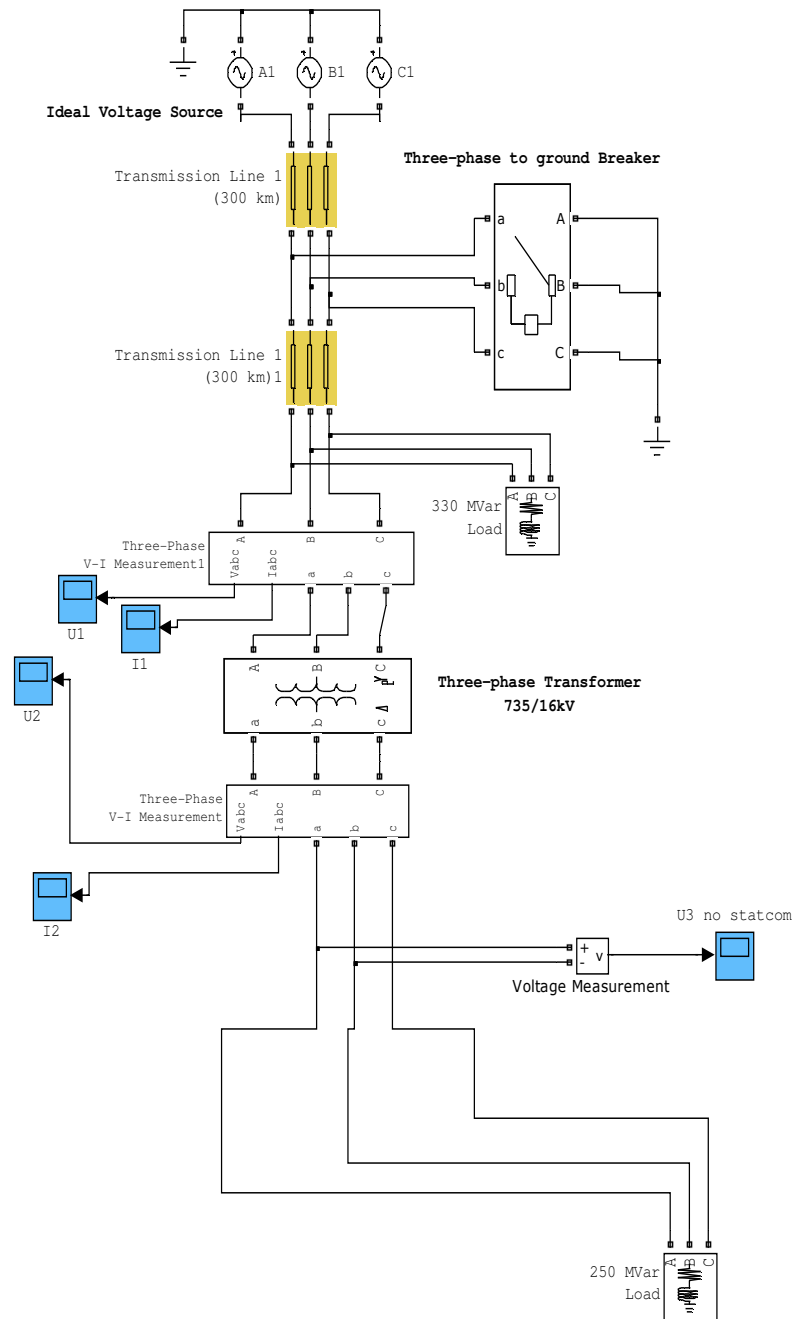 A1
B1
C1
Ideal Voltage Source
Three-phase to ground Breaker
Transmission Line 1
(300 km)
a
A
b
B
c
C
Transmission Line 1
(300 km)1
330 MVar
Load
A
B
C
Three-Phase
V-I Measurement1
A
B
C
Vabc
Iabc
a
b
c
U1
I1
A
B
C
a
b
c
Three-phase Transformer
735/16kV
U2
Three-Phase
V-I Measurement
A
B
C
Vabc
Iabc
a
b
c
I2
U3 no statcom
+
-
v
Voltage Measurement
250 MVar
Load
A
B
C